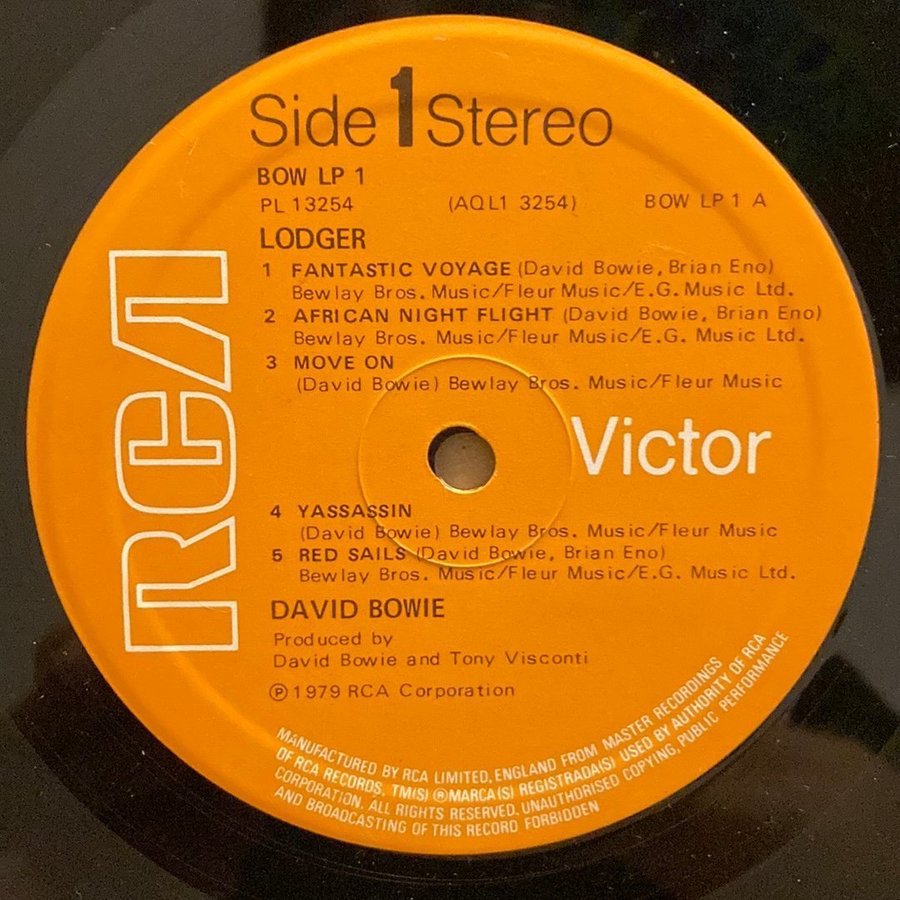 Side 1 Stereo
BOW LP 1
PL 13254 (AQL1 3254) BOW LP 1 A
LODGER
1 FANTASTIC VOYAGE (David Bowie, Brian Eno)
Bewlay Bros. Music/Fleur Music/E.G. Music Ltd.
2 AFRICAN NIGHT FLIGHT (David Bowie, Brian Eno)
Bewlay Bros. Music/Fleur Music/E.G. Music Ltd.
3 MOVE ON
(David Bowie) Bewlay Bros. Music/Fleur Music
RCA
Victor
4 YASSASSIN
(David Bowie) Bewlay Bros. Music/Fleur Music
5 RED SAILS (David Bowie, Brian Eno)
Bewlay Bros. Music/Fleur Music/E.G. Music Ltd.
DAVID BOWIE
Produced by
David Bowie and Tony Visconti
℗ 1979 RCA Corporation
MANUFACTURED BY RCA LIMITED, ENGLAND FROM MASTER RECORDINGS
OF RCA RECORDS. TM(S) ® MARCA(S) REGISTRADA(S) USED BY AUTHORITY OF RCA
CORPORATION. ALL RIGHTS RESERVED. UNAUTHORISED COPYING, PUBLIC PERFORMANCE
AND BROADCASTING OF THIS RECORD FORBIDDEN